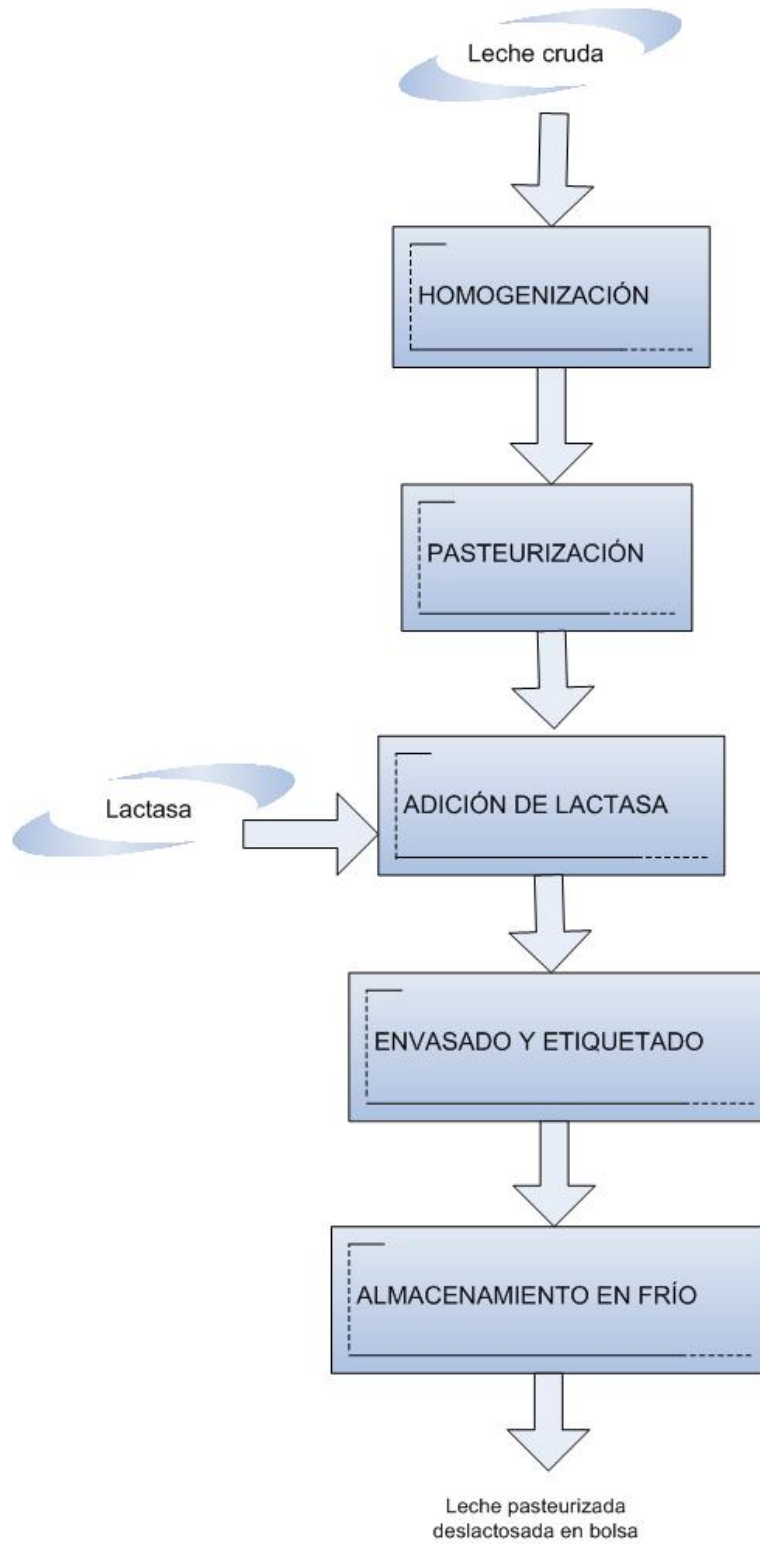 Leche cruda
HOMOGENIZACIÓN
PASTEURIZACIÓN
Lactasa
ADICIÓN DE LACTASA
ENVASADO Y ETIQUETADO
ALMACENAMIENTO EN FRÍO
Leche pasteurizada
deslactosada en bolsa